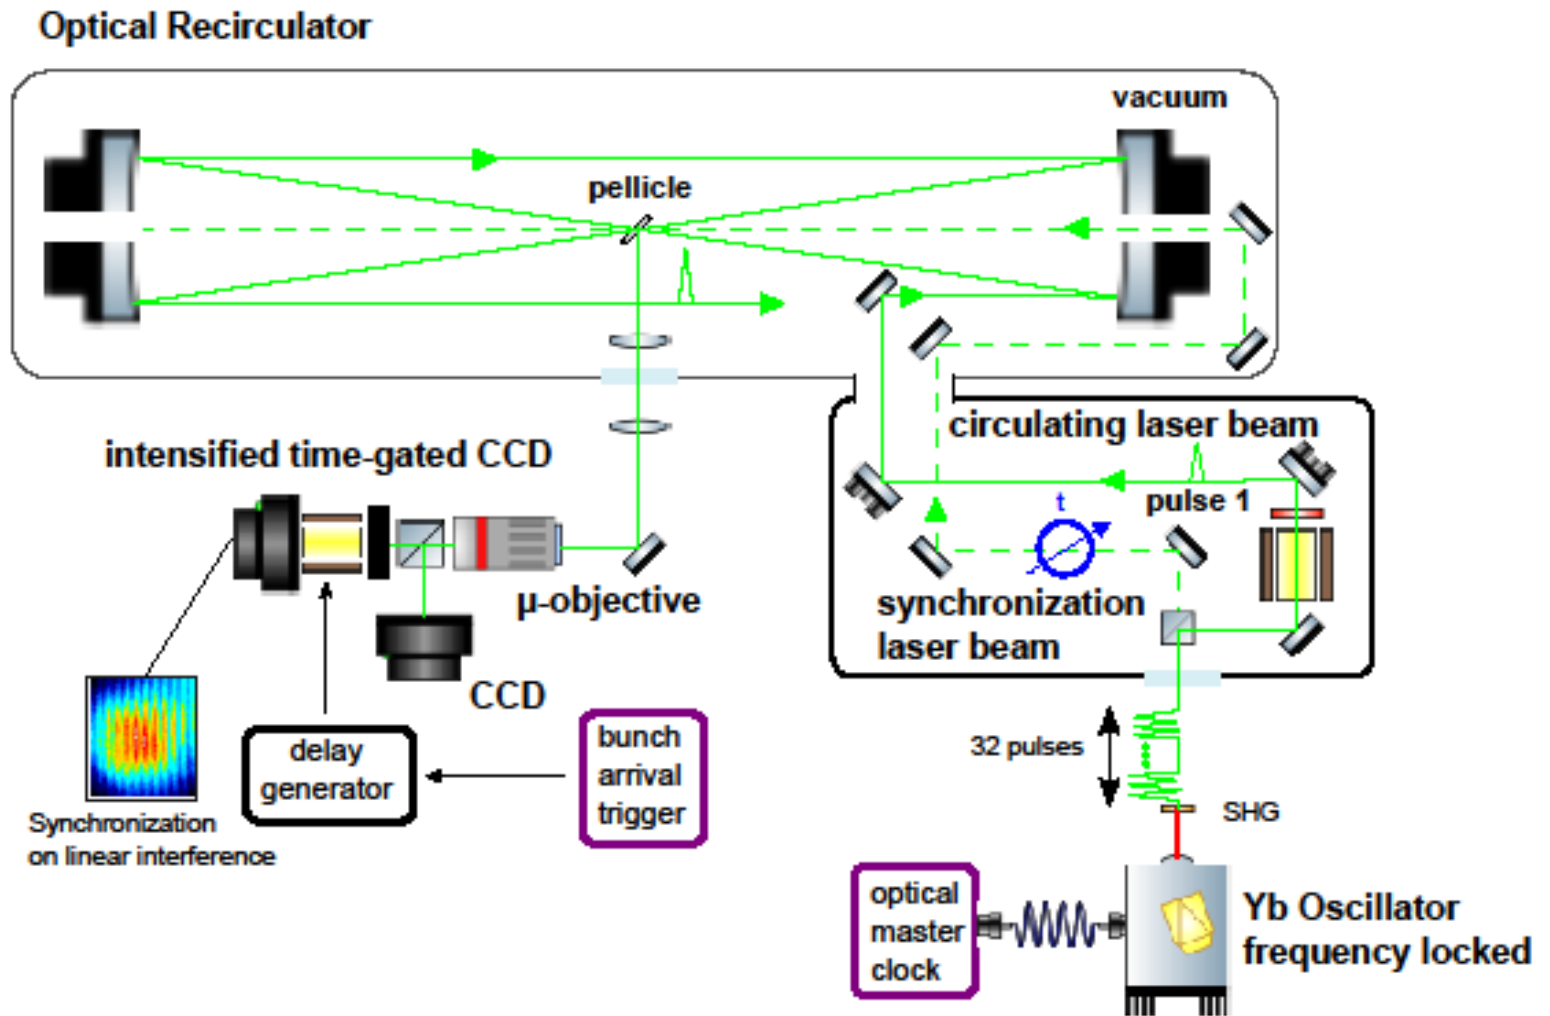 Optical Recirculator
vacuum
pellicle
circulating laser beam
intensified time-gated CCD
pulse 1
t
μ-objective
synchronization
laser beam
CCD
delay
generator
bunch
arrival
trigger
32 pulses
SHG
Synchronization
on linear interference
optical
master
clock
Yb Oscillator
frequency locked